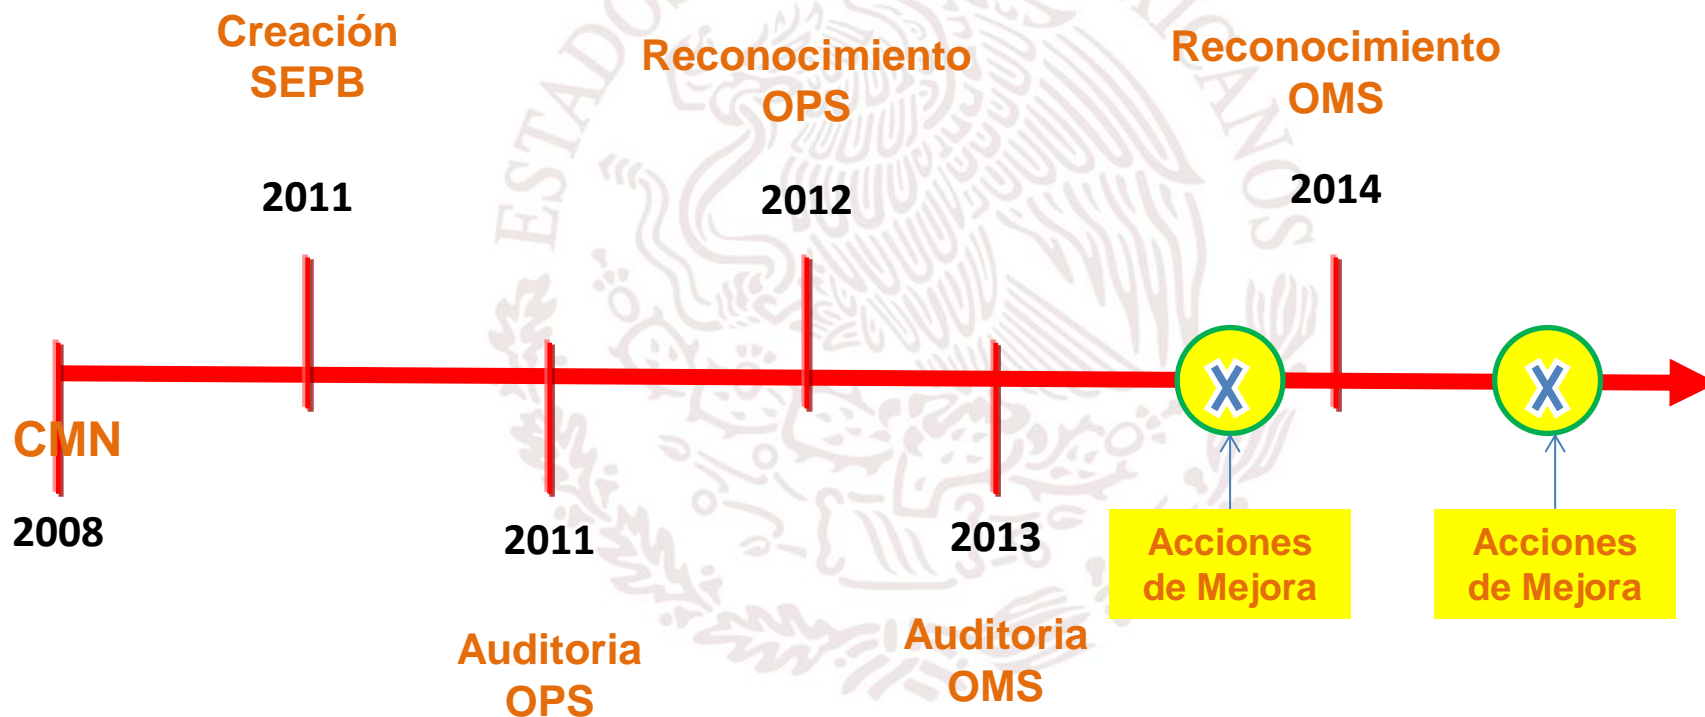 Creación
SEPB
Reconocimiento
OPS
Reconocimiento
OMS
2011
2012
2014
X
X
CMN
2008
2011
2013
Acciones
de Mejora
Acciones
de Mejora
Auditoria
OPS
Auditoria
OMS